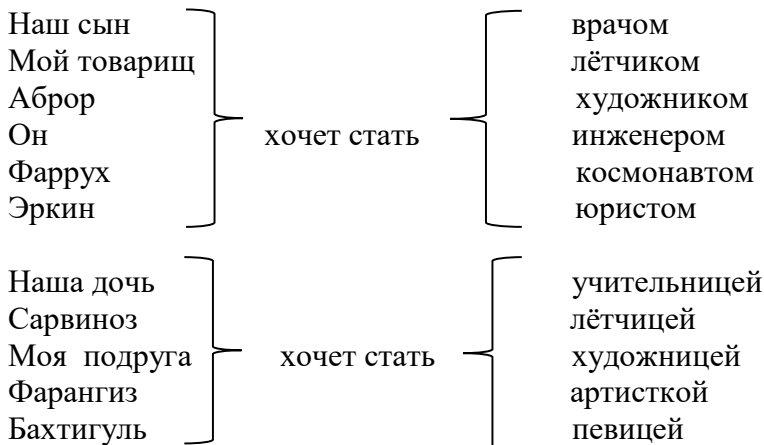 Наш сын врачом
Мой товарищ лётчиком
Аброр художником
Он хочет стать инженером
Фаррух космонавтом
Эркин юристом
Наша дочь учительницей
Сарвиноз лётчицей
Моя подруга хочет стать художницей
Фарангиз артисткой
Бахтигуль певицей